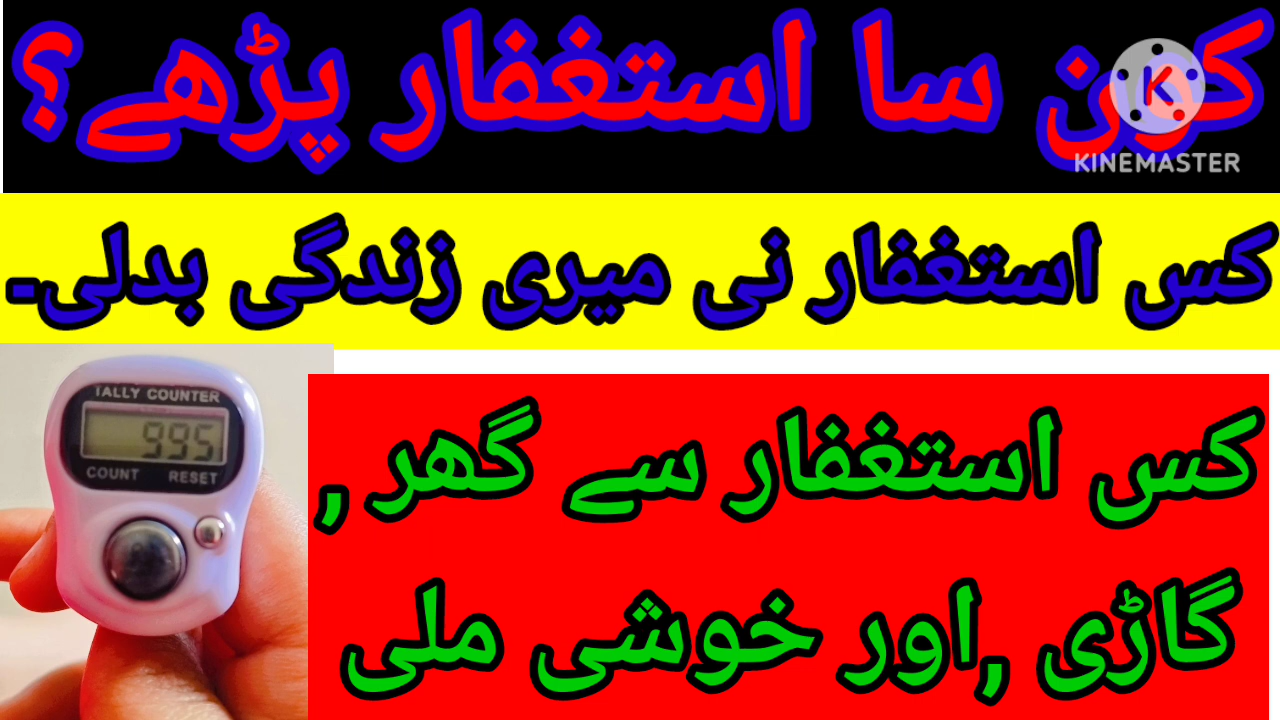 کون سا استغفار پڑھے؟
KINEMASTER
کس استغفار نی میری زندگی بدلی۔
TALLY COUNTER
995
COUNT RESET
کس استغفار سے گھر ,
گاڑی ,اور خوشی ملی